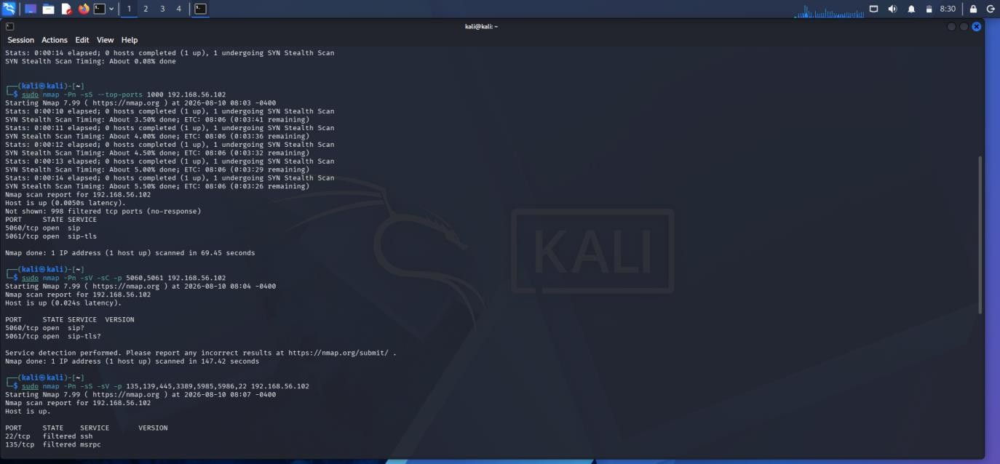 1 2 3 4
8:30
kali@kali: ~
Session Actions Edit View Help
Stats: 0:00:14 elapsed; 0 hosts completed (1 up), 1 undergoing SYN Stealth Scan
SYN Stealth Scan Timing: About 0.08% done
┌──(kali㉿kali)-[~]
└─$ sudo nmap -Pn -sS --top-ports 1000 192.168.56.102
Starting Nmap 7.99 ( https://nmap.org ) at 2026-08-10 08:03 -0400
Stats: 0:00:10 elapsed; 0 hosts completed (1 up), 1 undergoing SYN Stealth Scan
SYN Stealth Scan Timing: About 3.50% done; ETC: 08:06 (0:03:41 remaining)
Stats: 0:00:11 elapsed; 0 hosts completed (1 up), 1 undergoing SYN Stealth Scan
SYN Stealth Scan Timing: About 4.00% done; ETC: 08:06 (0:03:36 remaining)
Stats: 0:00:12 elapsed; 0 hosts completed (1 up), 1 undergoing SYN Stealth Scan
SYN Stealth Scan Timing: About 4.50% done; ETC: 08:06 (0:03:32 remaining)
Stats: 0:00:13 elapsed; 0 hosts completed (1 up), 1 undergoing SYN Stealth Scan
SYN Stealth Scan Timing: About 5.00% done; ETC: 08:06 (0:03:29 remaining)
Stats: 0:00:14 elapsed; 0 hosts completed (1 up), 1 undergoing SYN Stealth Scan
SYN Stealth Scan Timing: About 5.50% done; ETC: 08:06 (0:03:26 remaining)
Nmap scan report for 192.168.56.102
Host is up (0.0050s latency).
Not shown: 998 filtered tcp ports (no-response)
PORT STATE SERVICE
5060/tcp open sip
5061/tcp open sip-tls
Nmap done: 1 IP address (1 host up) scanned in 69.45 seconds
┌──(kali㉿kali)-[~]
└─$ sudo nmap -Pn -sV -sC -p 5060,5061 192.168.56.102
Starting Nmap 7.99 ( https://nmap.org ) at 2026-08-10 08:04 -0400
Nmap scan report for 192.168.56.102
Host is up (0.024s latency).
PORT STATE SERVICE VERSION
5060/tcp open sip?
5061/tcp open sip-tls?
Service detection performed. Please report any incorrect results at https://nmap.org/submit/ .
Nmap done: 1 IP address (1 host up) scanned in 147.42 seconds
┌──(kali㉿kali)-[~]
└─$ sudo nmap -Pn -sS -sV -p 135,139,445,3389,5985,5986,22 192.168.56.102
Starting Nmap 7.99 ( https://nmap.org ) at 2026-08-10 08:07 -0400
Nmap scan report for 192.168.56.102
Host is up.
PORT STATE SERVICE VERSION
22/tcp filtered ssh
135/tcp filtered msrpc
KALI